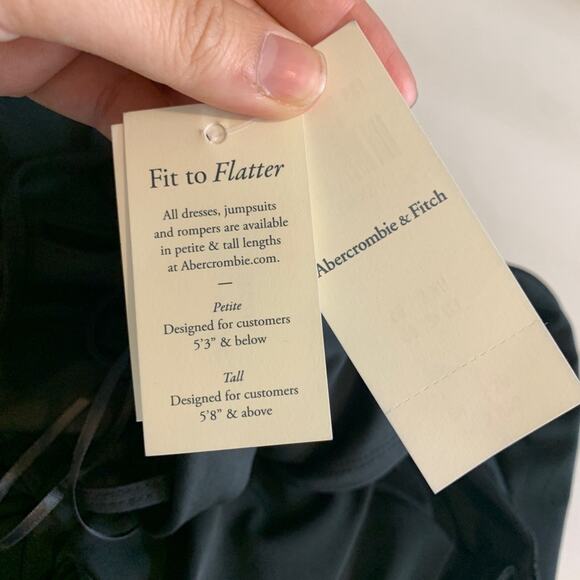 Fit to Flatter
All dresses, jumpsuits
and rompers are available
in petite & tall lengths
at Abercrombie.com.
—
Petite
Designed for customers
5'3" & below
Tall
Designed for customers
5'8" & above
Abercrombie & Fitch